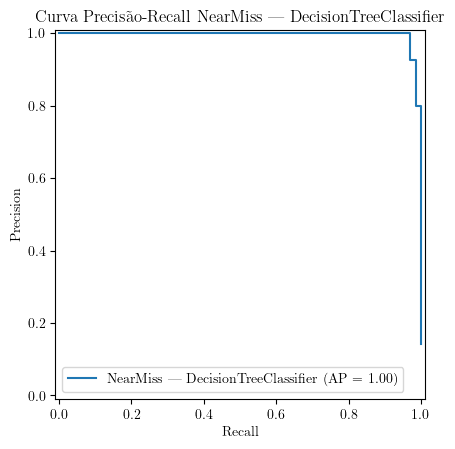 Curva Precisão-Recall NearMiss — DecisionTreeClassifier
1.0
0.8
0.6
0.4
0.2
0.0
Precision
NearMiss — DecisionTreeClassifier (AP = 1.00)
0.0 0.2 0.4 0.6 0.8 1.0
Recall